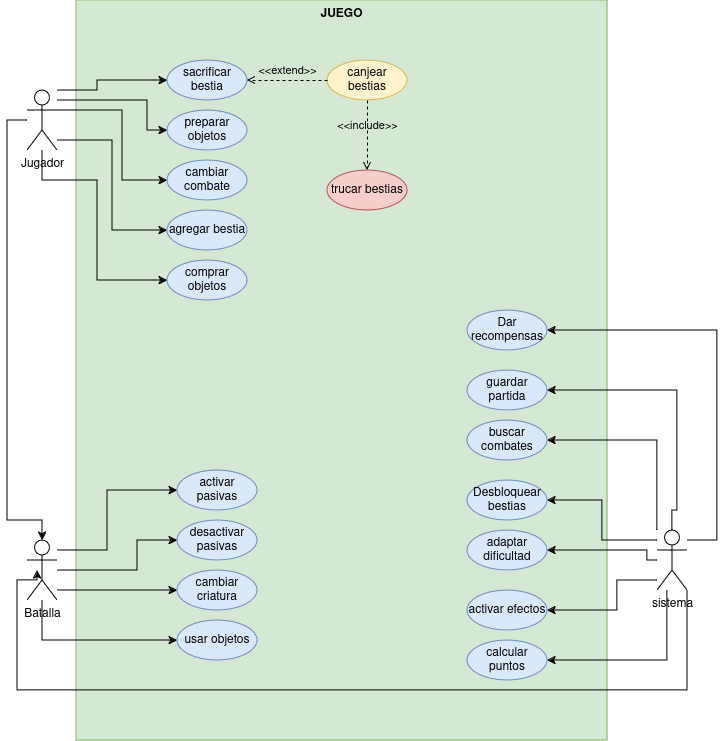 JUEGO
sacrificar
bestia
<<extend>>
canjear
bestias
<<include>>
preparar
objetos
Jugador
cambiar
combate
trucar bestias
agregar bestia
comprar
objetos
Dar
recompensas
guardar
partida
buscar
combates
activar
pasivas
Desbloquear
bestias
desactivar
pasivas
adaptar
dificultad
cambiar
criatura
Batalla
sistema
activar efectos
usar objetos
calcular
puntos